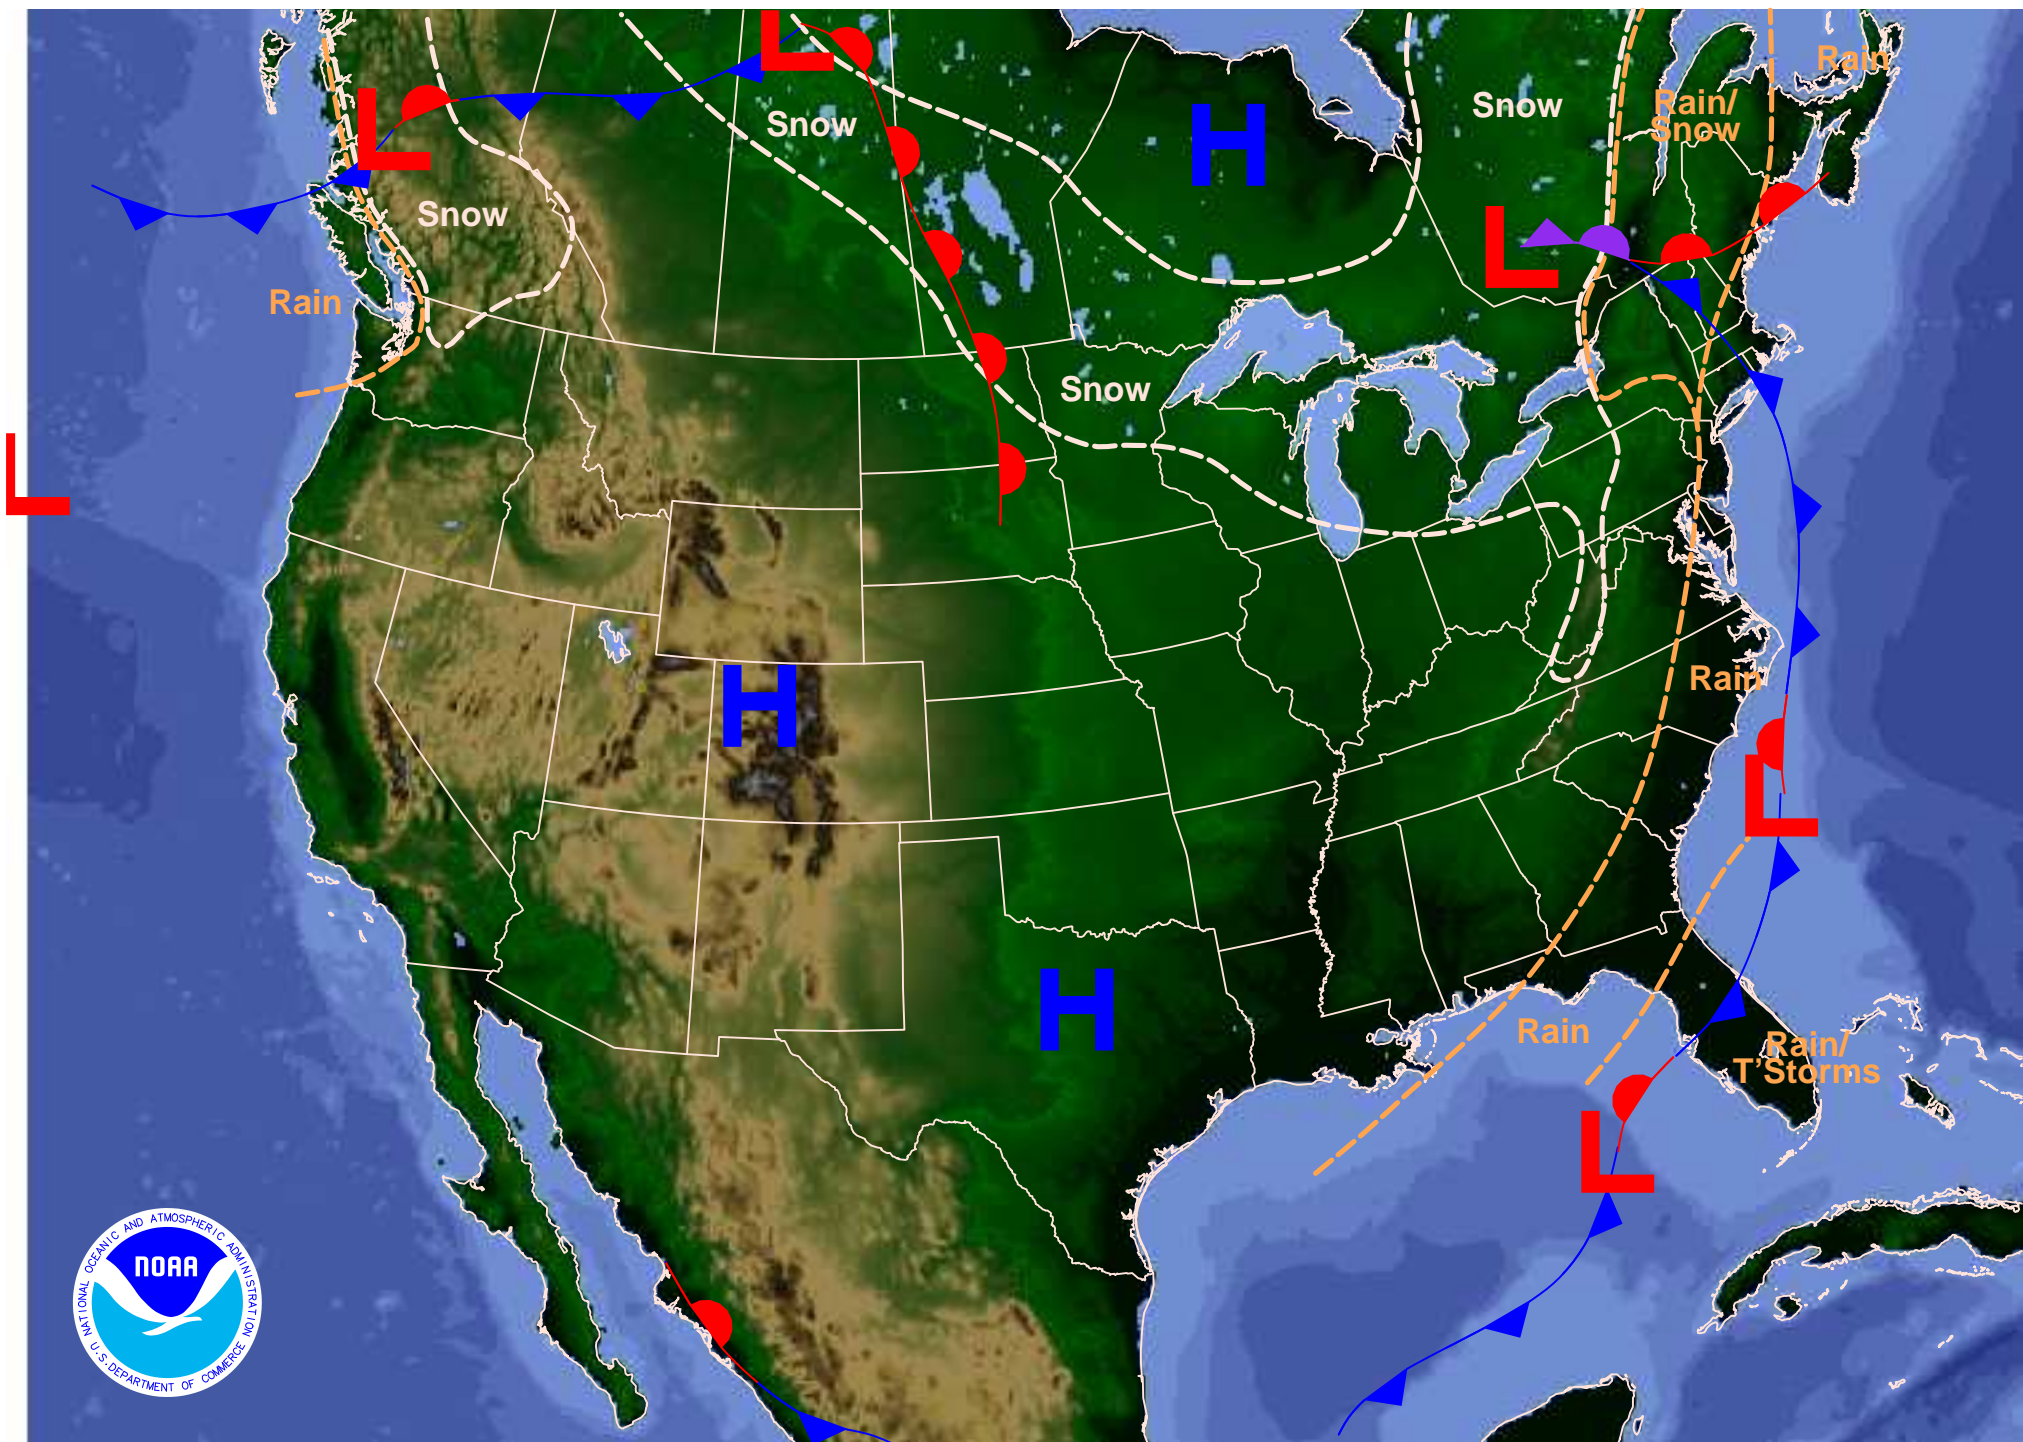 L
Rain
L
Snow
Rain/
Snow
H
Snow
Snow
L
Rain
L
Snow
L
H
Rain
L
H
Rain
Rain/
T'Storms
L
NATIONAL OCEANIC AND ATMOSPHERIC ADMINISTRATION
NOAA
U.S. DEPARTMENT OF COMMERCE